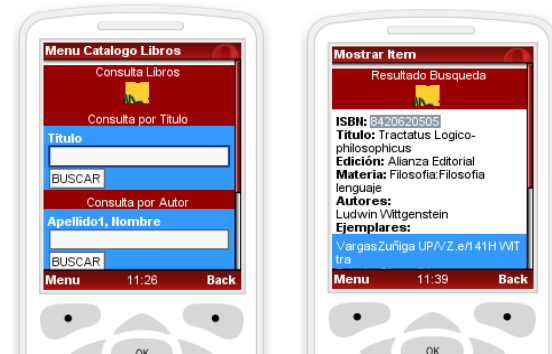 Menu Catalogo Libros
Consulta Libros
Consulta por Titulo
Titulo
BUSCAR
Consulta por Autor
Apellido1, Nombre
BUSCAR
Menu 11:26 Back
OK
Mostrar Item
Resultado Busqueda
ISBN: 8420620505
Titulo: Tractatus Logico-
philosophicus
Edición: Alianza Editorial
Materia: Filosofia:Filosofia
lenguaje
Autores:
Ludwin Wittgenstein
Ejemplares:
VargasZuñiga UP/VZ.e/141H WIT
tra
Menu 11:39 Back
OK